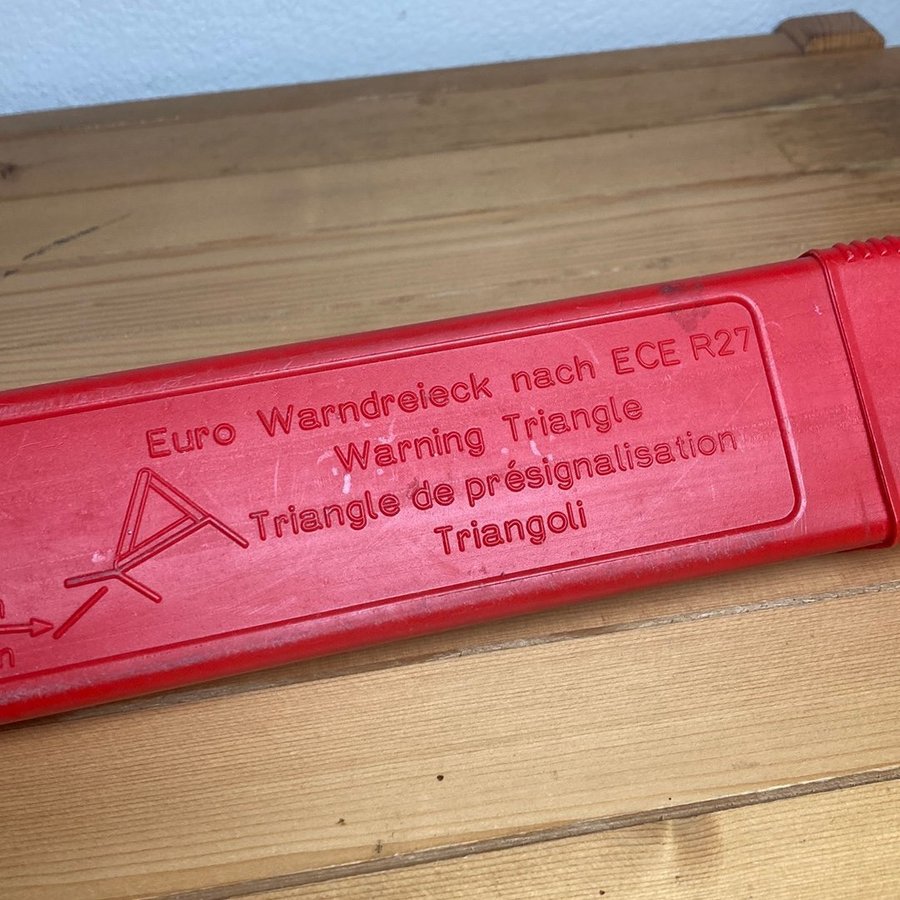 Euro Warndreieck nach ECE R27
Warning Triangle
Triangle de présignalisation
Triangoli